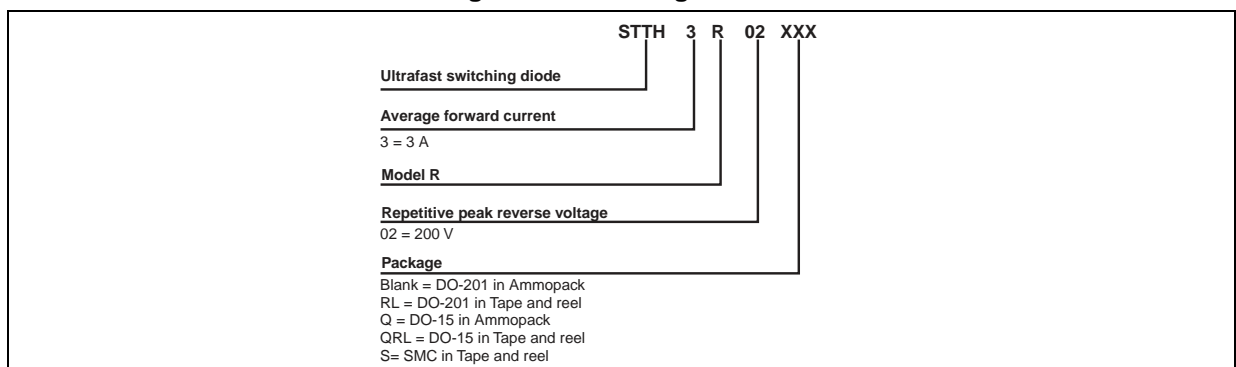 STTH 3 R 02 XXX
Ultrafast switching diode
Average forward current
3 = 3 A
Model R
Repetitive peak reverse voltage
02 = 200 V
Package
Blank = DO-201 in Ammopack
RL = DO-201 in Tape and reel
Q = DO-15 in Ammopack
QRL = DO-15 in Tape and reel
S= SMC in Tape and reel